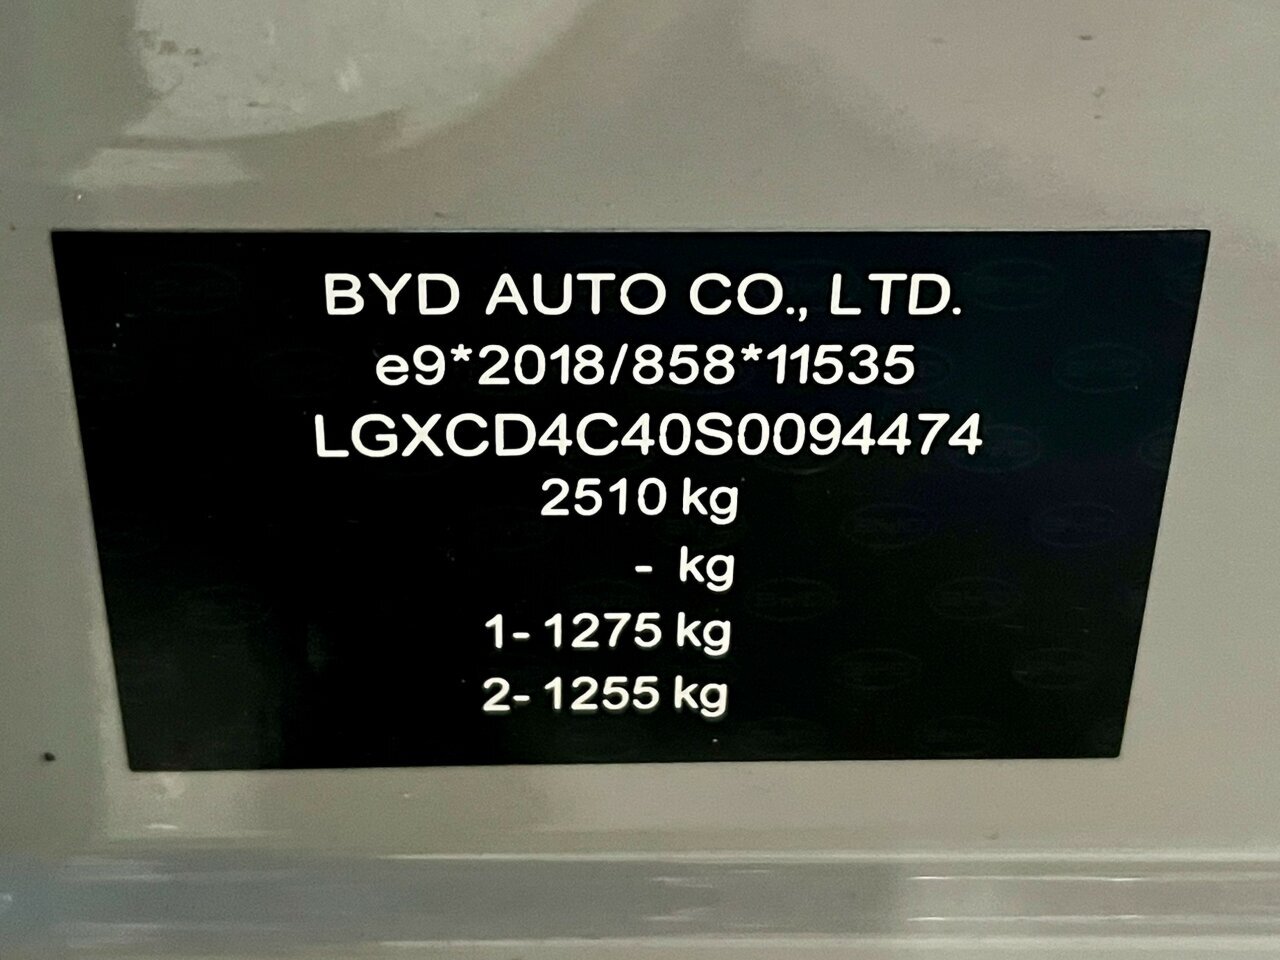 BYD AUTO CO., LTD.
e9*2018/858*11535
LGXCD4C40S0094474
2510 kg
- kg
1- 1275 kg
2- 1255 kg